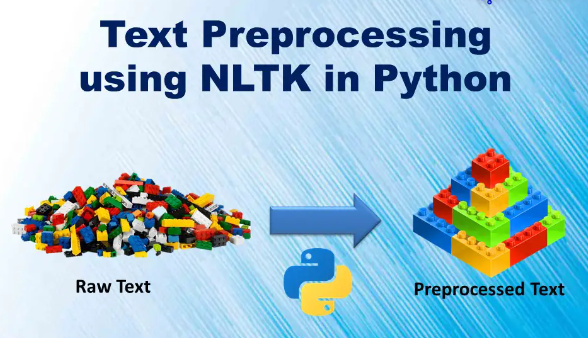 Text Preprocessing
using NLTK in Python
Raw Text
Preprocessed Text